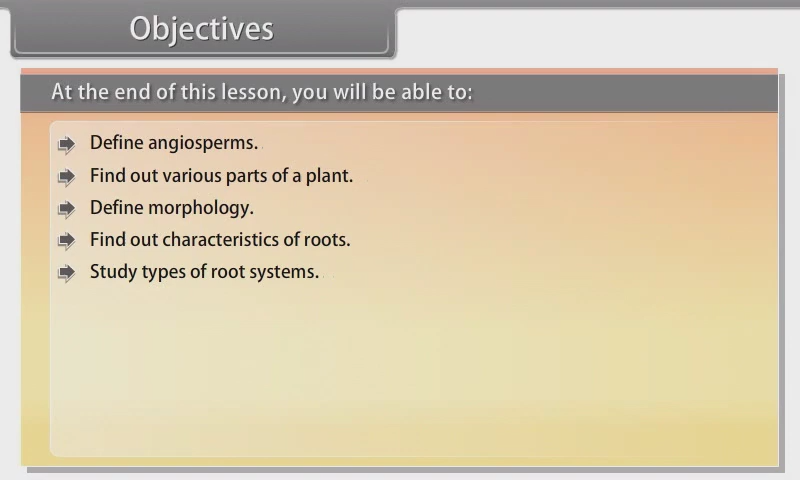 Objectives
At the end of this lesson, you will be able to:
Define angiosperms.
Find out various parts of a plant.
Define morphology.
Find out characteristics of roots.
Study types of root systems.